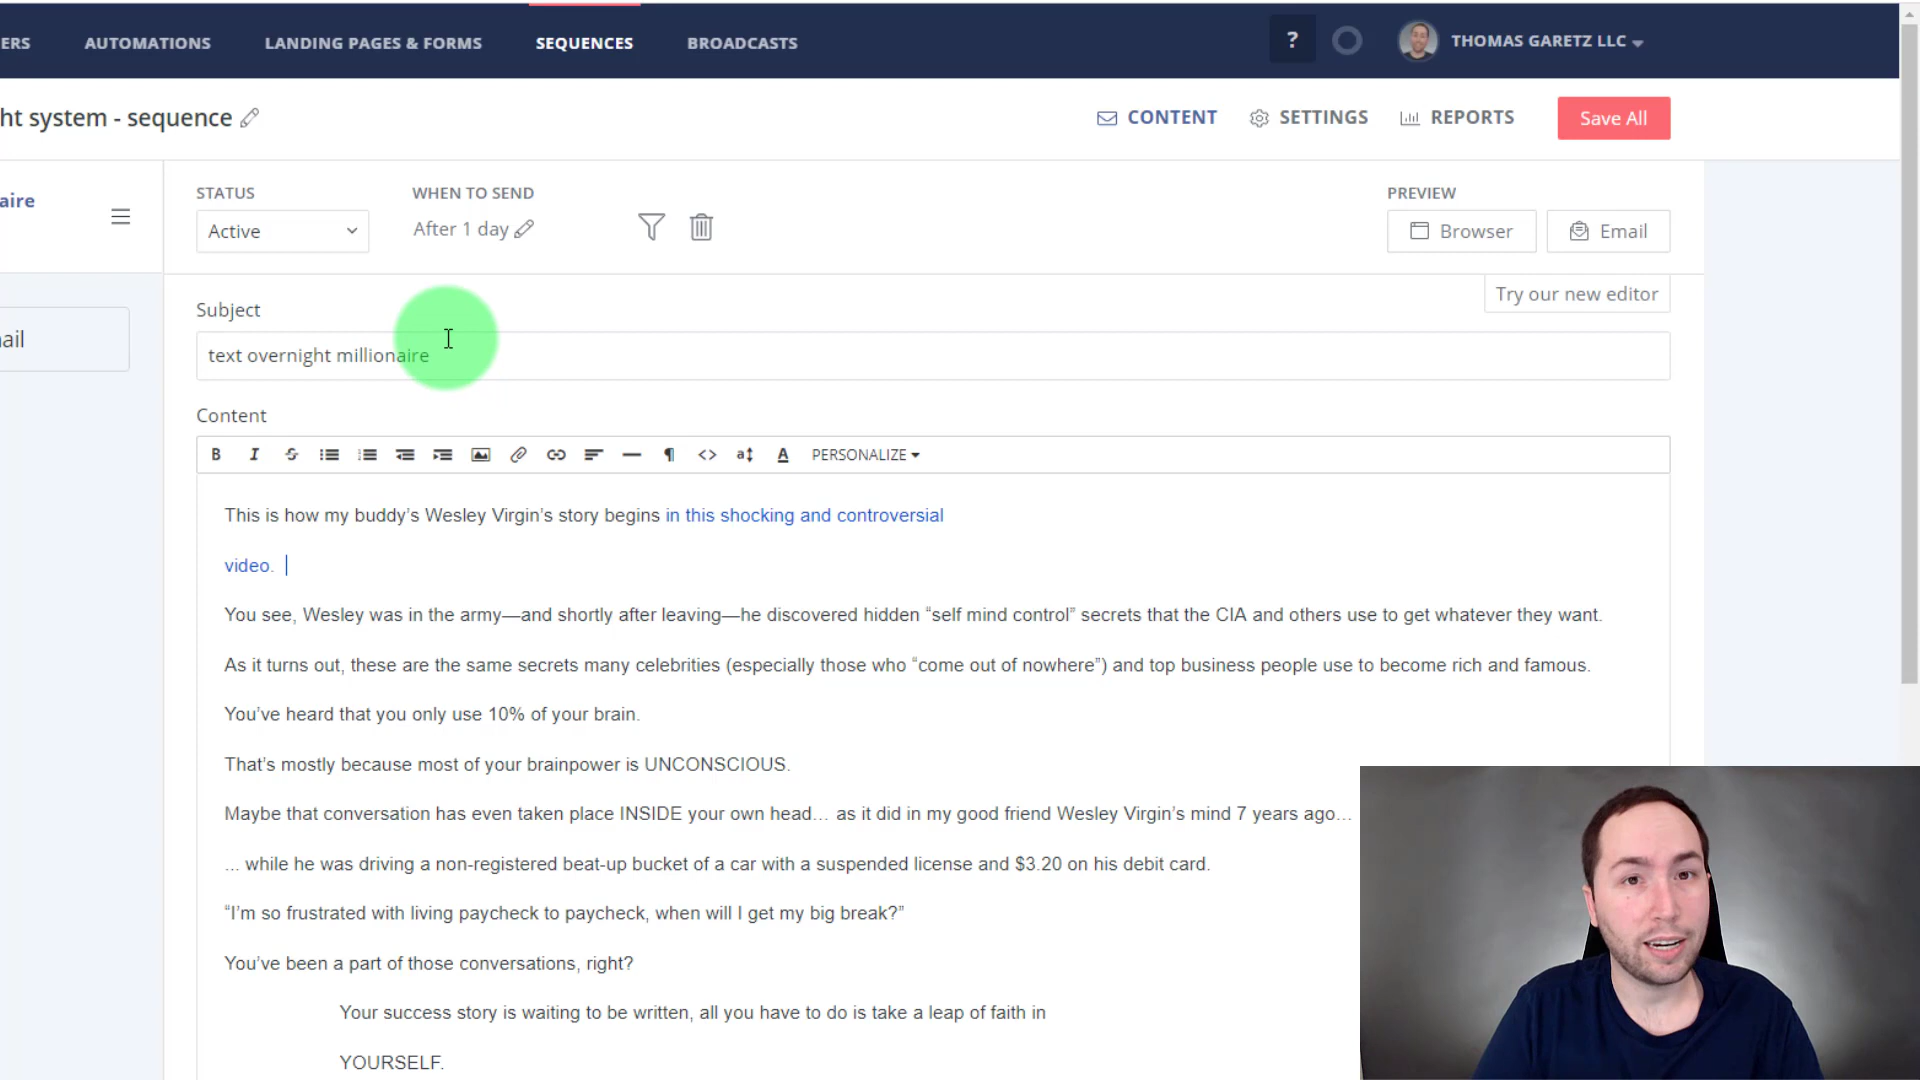 ERS AUTOMATIONS LANDING PAGES & FORMS SEQUENCES BROADCASTS ? THOMAS GARETZ LLC
ht system - sequence CONTENT SETTINGS REPORTS Save All
aire
STATUS WHEN TO SEND PREVIEW
Active After 1 day Browser Email
Try our new editor
Subject
ail
text overnight millionaire
Content
B I S a A PERSONALIZE
This is how my buddy’s Wesley Virgin’s story begins in this shocking and controversial
video.
You see, Wesley was in the army—and shortly after leaving—he discovered hidden “self mind control” secrets that the CIA and others use to get whatever they want.
As it turns out, these are the same secrets many celebrities (especially those who “come out of nowhere”) and top business people use to become rich and famous.
You’ve heard that you only use 10% of your brain.
That’s mostly because most of your brainpower is UNCONSCIOUS.
Maybe that conversation has even taken place INSIDE your own head… as it did in my good friend Wesley Virgin’s mind 7 years ago…
... while he was driving a non-registered beat-up bucket of a car with a suspended license and $3.20 on his debit card.
“I’m so frustrated with living paycheck to paycheck, when will I get my big break?”
You’ve been a part of those conversations, right?
Your success story is waiting to be written, all you have to do is take a leap of faith in
YOURSELF.